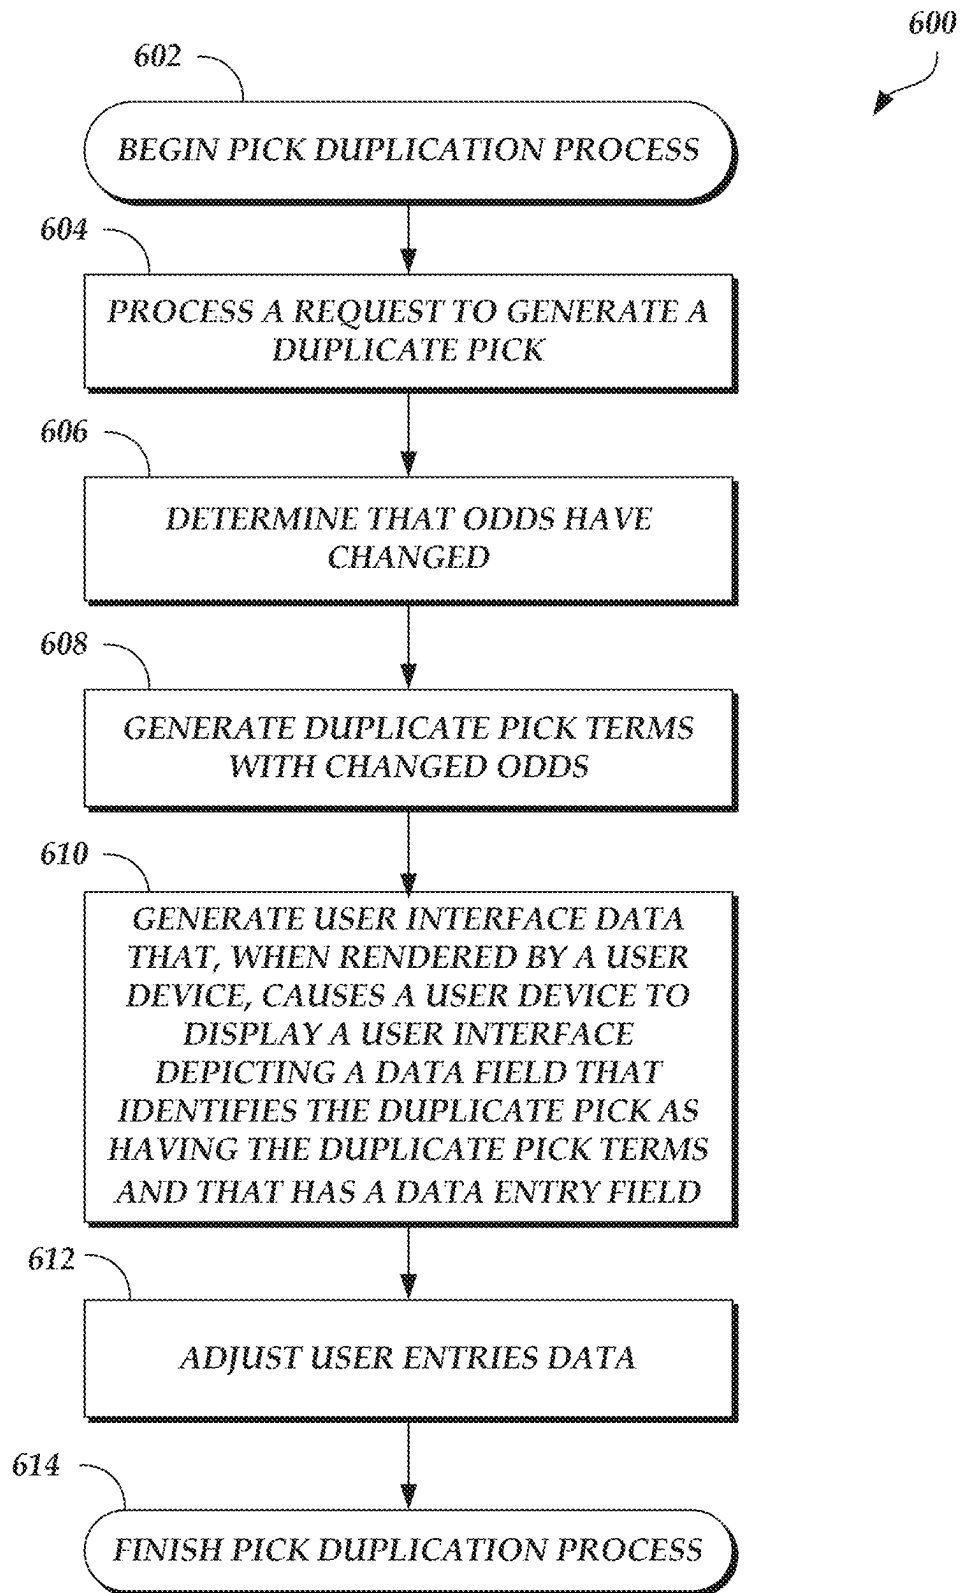 600
602
BEGIN PICK DUPLICATION PROCESS
604
PROCESS A REQUEST TO GENERATE A
DUPLICATE PICK
606
DETERMINE THAT ODDS HAVE
CHANGED
608
GENERATE DUPLICATE PICK TERMS
WITH CHANGED ODDS
610
GENERATE USER INTERFACE DATA
THAT, WHEN RENDERED BY A USER
DEVICE, CAUSES A USER DEVICE TO
DISPLAY A USER INTERFACE
DEPICTING A DATA FIELD THAT
IDENTIFIES THE DUPLICATE PICK AS
HAVING THE DUPLICATE PICK TERMS
AND THAT HAS A DATA ENTRY FIELD
612
ADJUST USER ENTRIES DATA
614
FINISH PICK DUPLICATION PROCESS